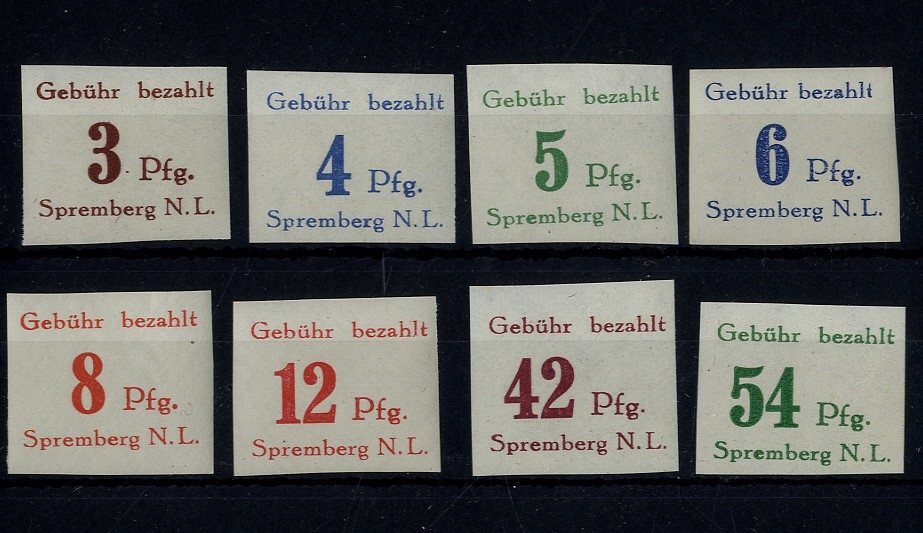 Gebühr bezahlt
3 Pfg.
Spremberg N.L.
Gebühr bezahlt
4 Pfg.
Spremberg N.L.
Gebühr bezahlt
5 Pfg.
Spremberg N.L.
Gebühr bezahlt
6 Pfg.
Spremberg N.L.
Gebühr bezahlt
8 Pfg.
Spremberg N.L.
Gebühr bezahlt
12 Pfg.
Spremberg N.L.
Gebühr bezahlt
42 Pfg.
Spremberg N.L.
Gebühr bezahlt
54 Pfg.
Spremberg N.L.